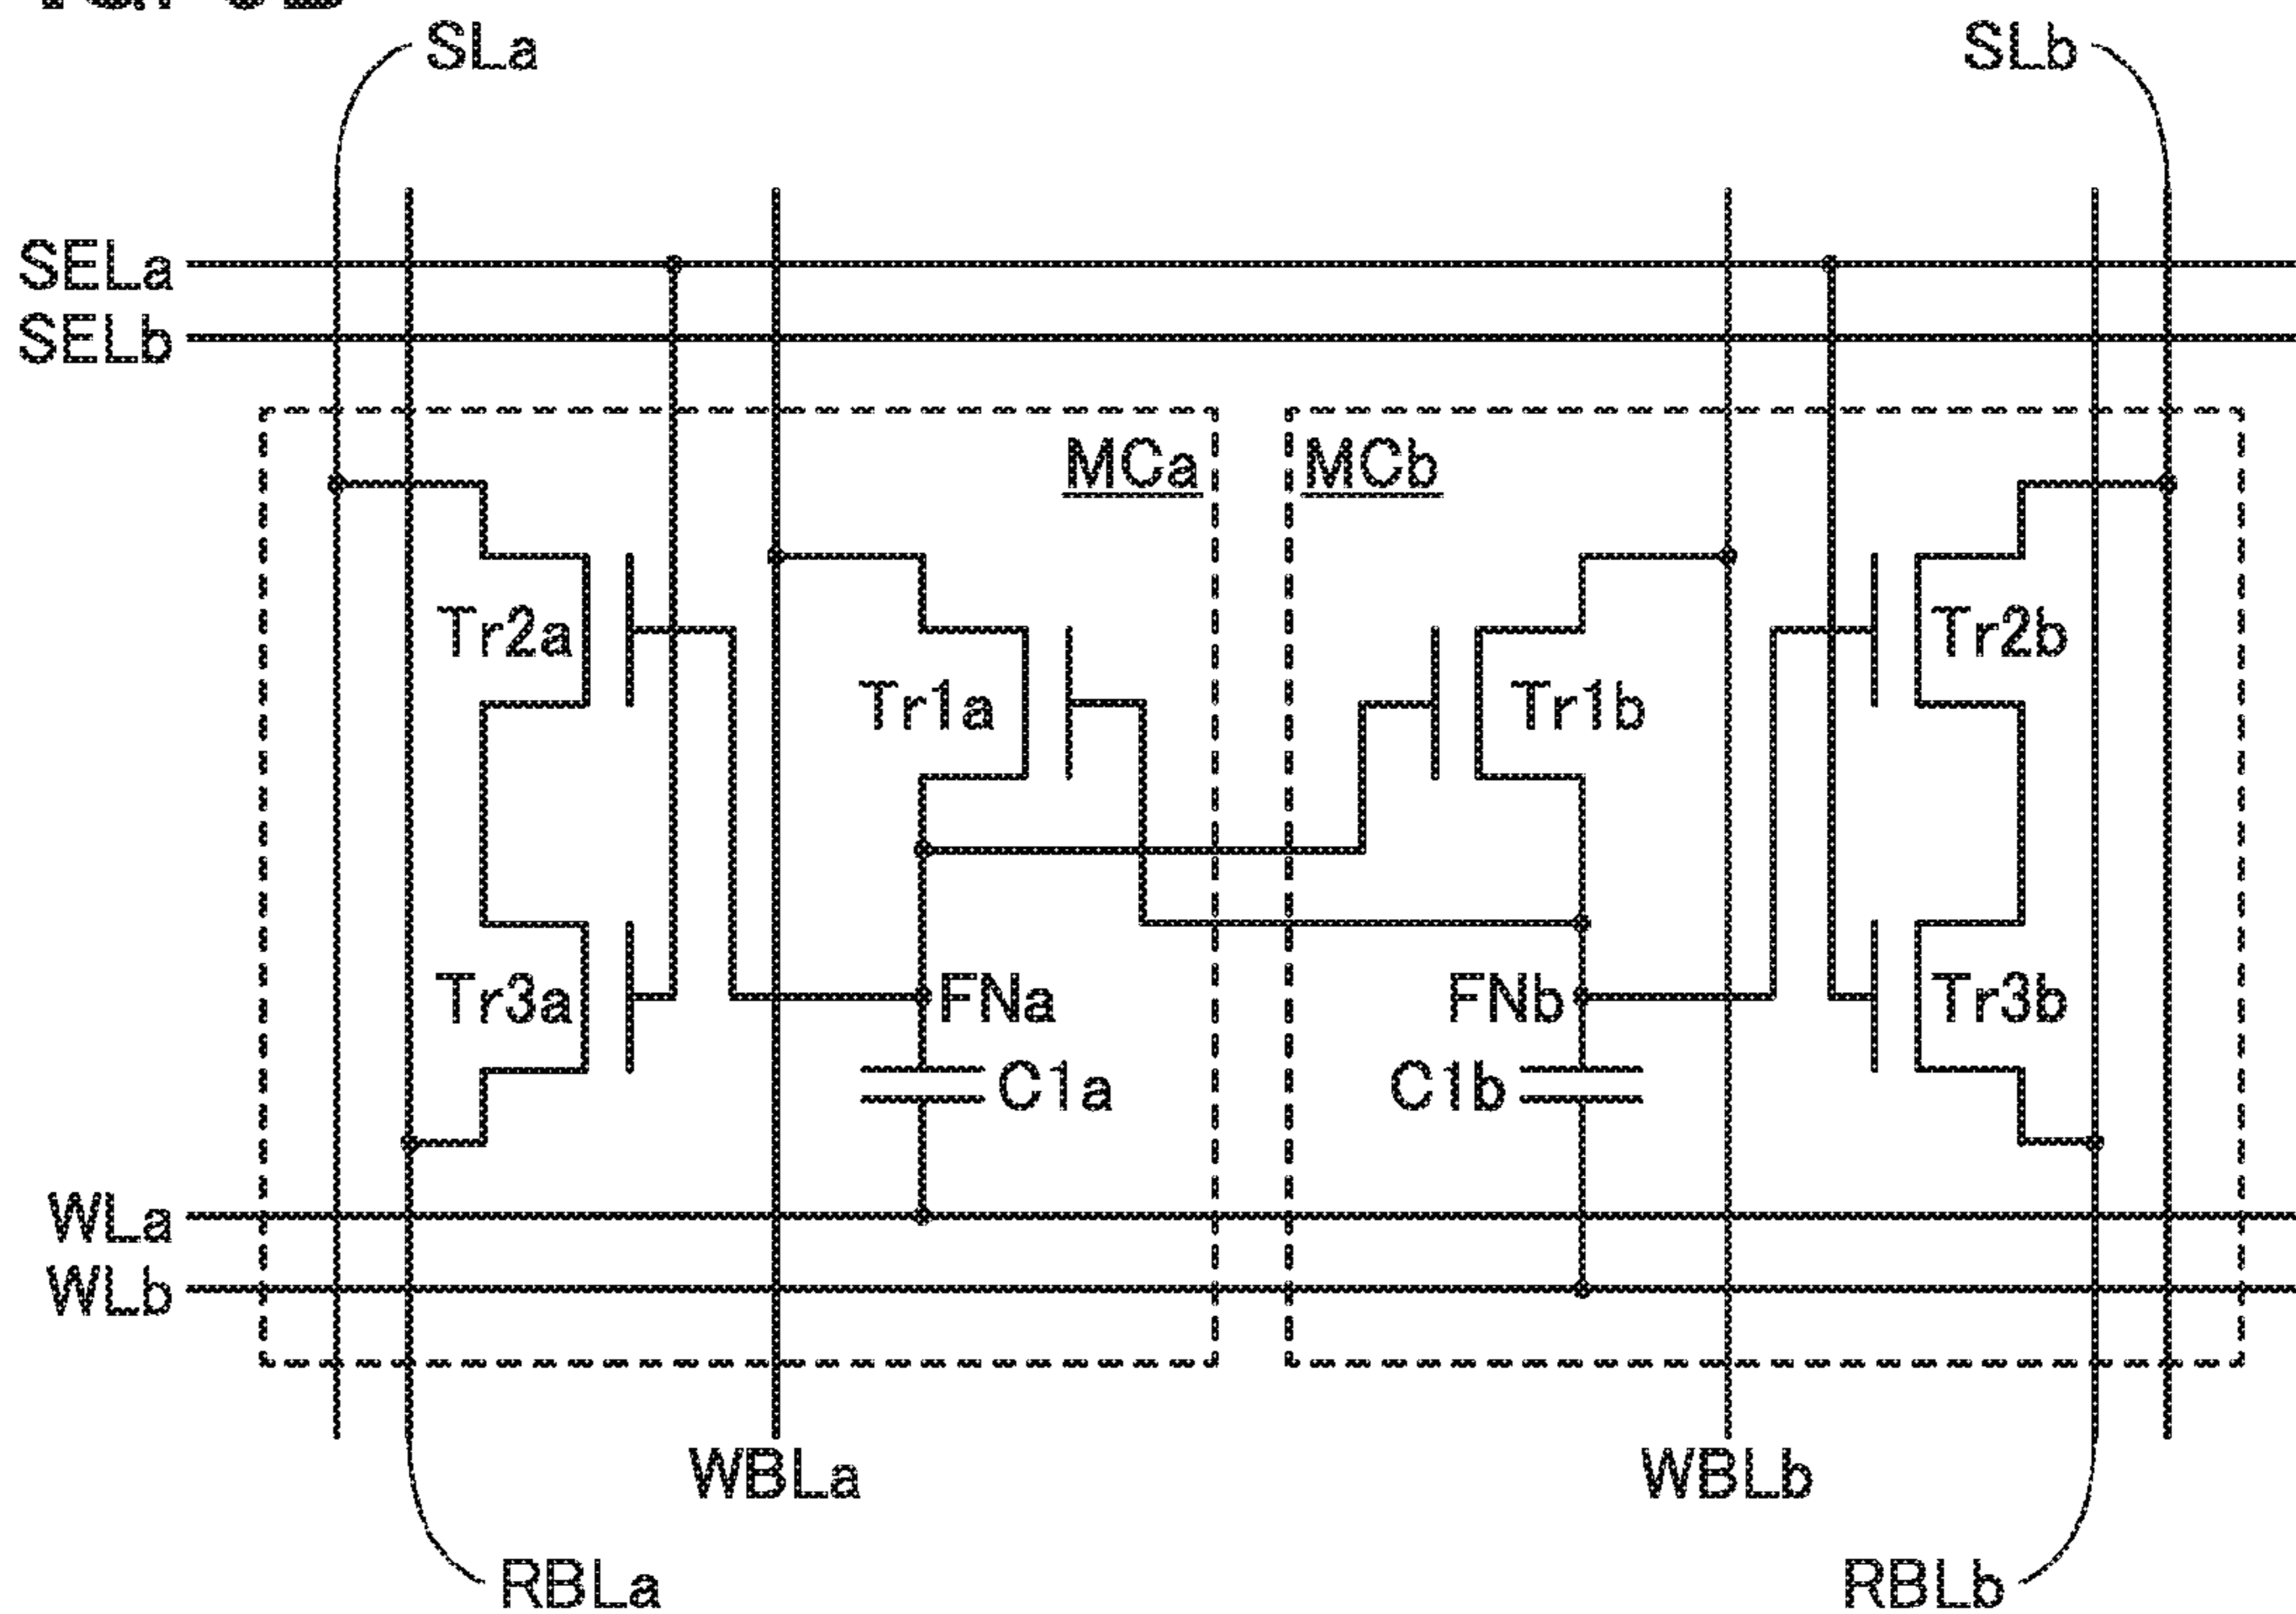 SLa
SLb
SELa
SELb
MCa
MCb
Tr2a
Tr1a
Tr1b
Tr2b
Tr3a
FNa
FNb
Tr3b
C1a
C1b
WLa
WLb
WBLa
WBLb
RBLa
RBLb